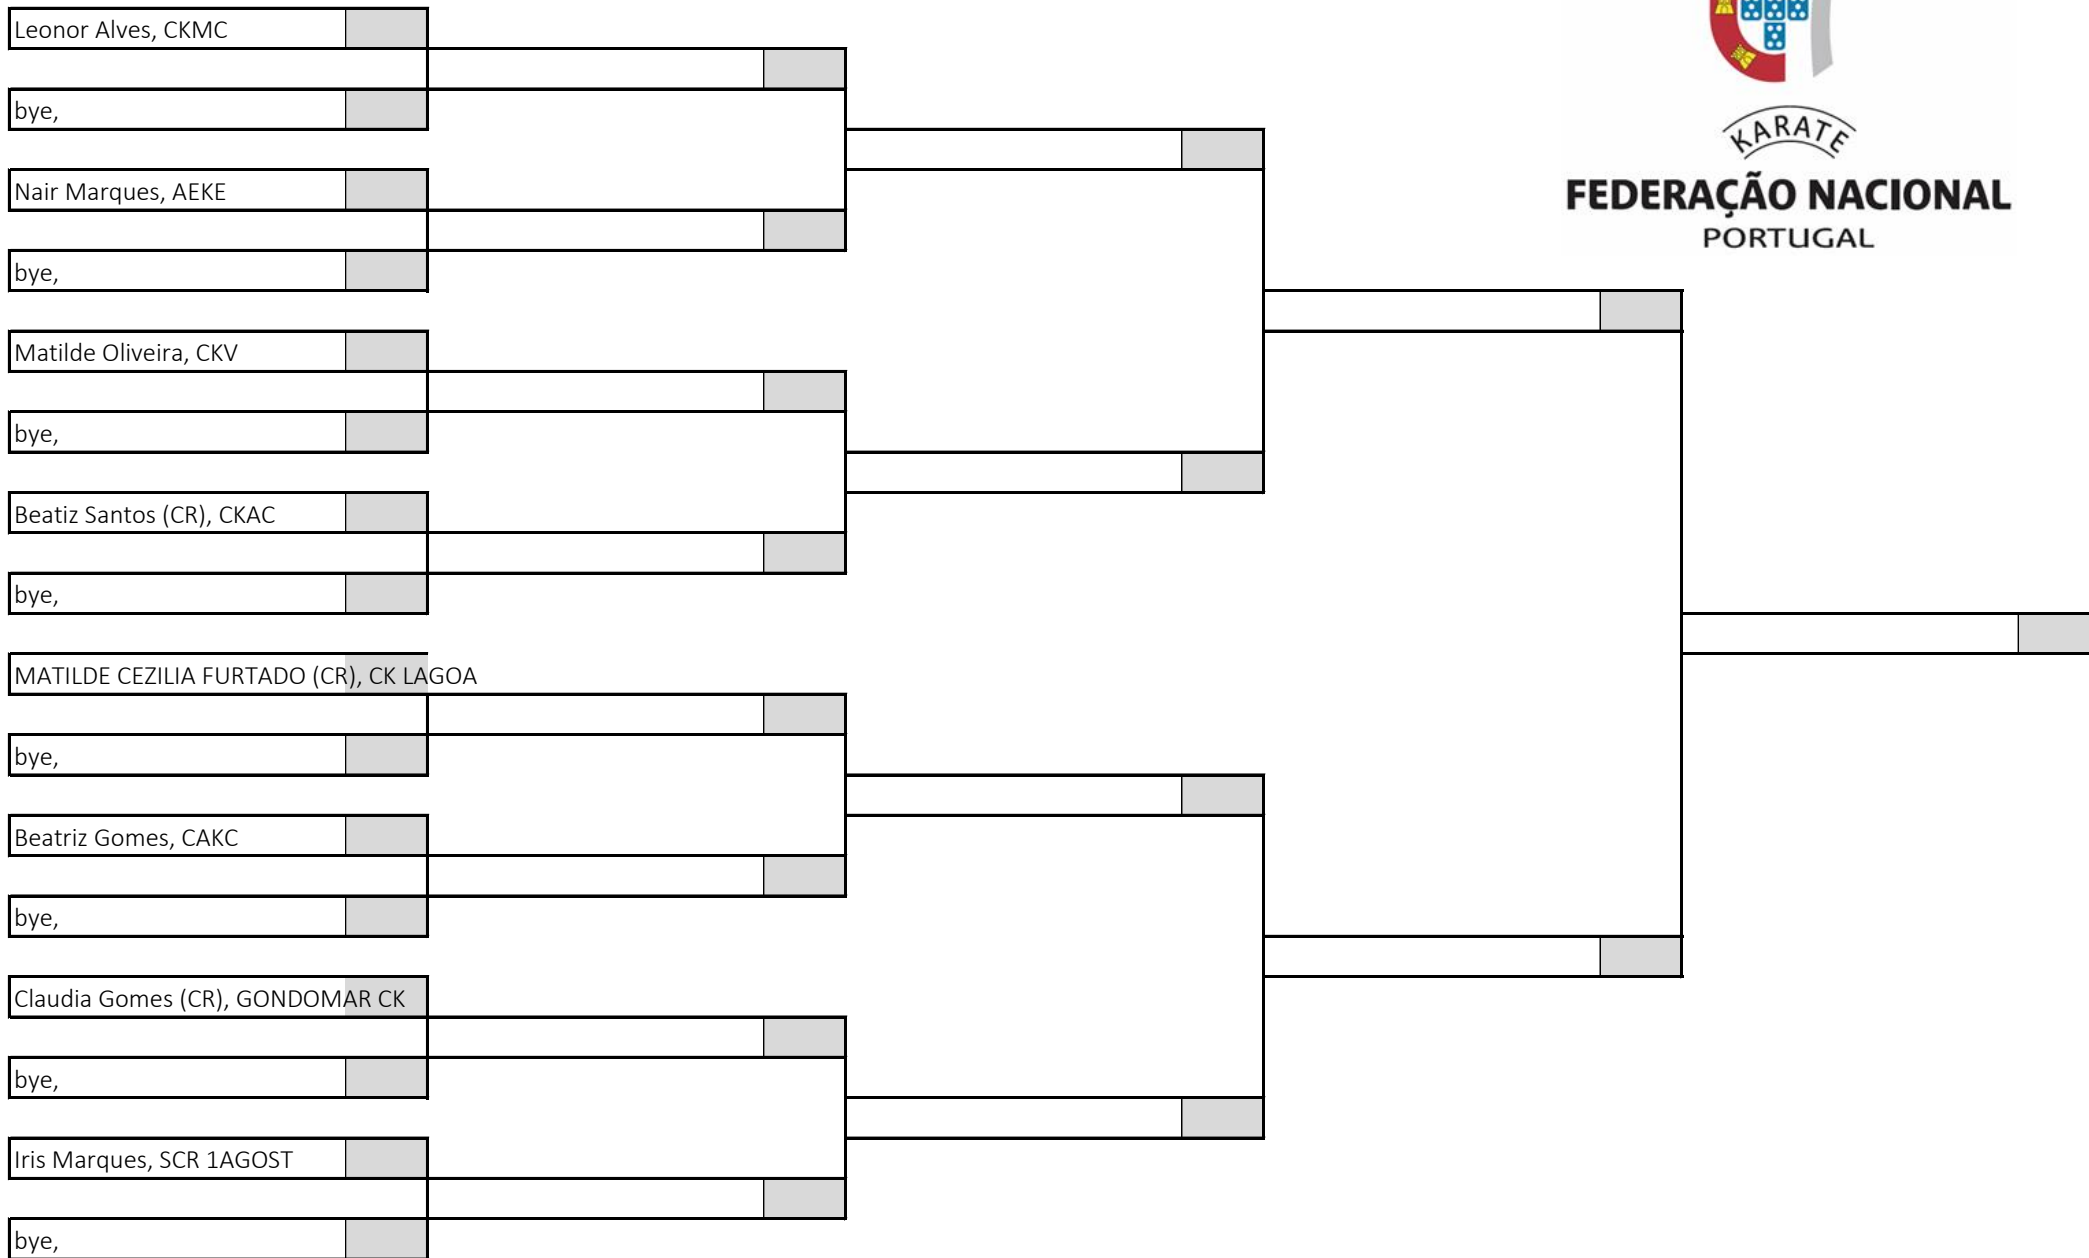 Leonor Alves, CKMC
bye,
Nair Marques, AEKE
bye,
Matilde Oliveira, CKV
bye,
Beatiz Santos (CR), CKAC
bye,
MATILDE CEZILIA FURTADO (CR), CK LAGOA
bye,
Beatriz Gomes, CAKC
bye,
Claudia Gomes (CR), GONDOMAR CK
bye,
Iris Marques, SCR 1AGOST
bye,
KARATE
FEDERAÇÃO NACIONAL
PORTUGAL